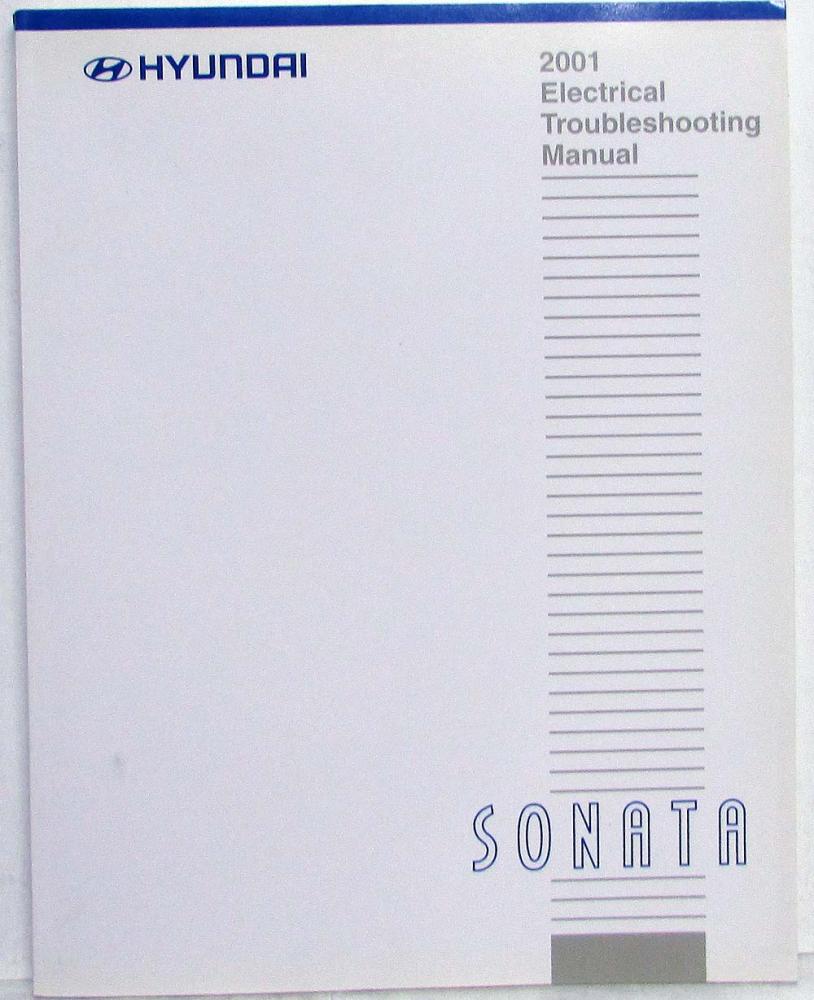 HYUNDAI
2001
Electrical
Troubleshooting
Manual
SONATA